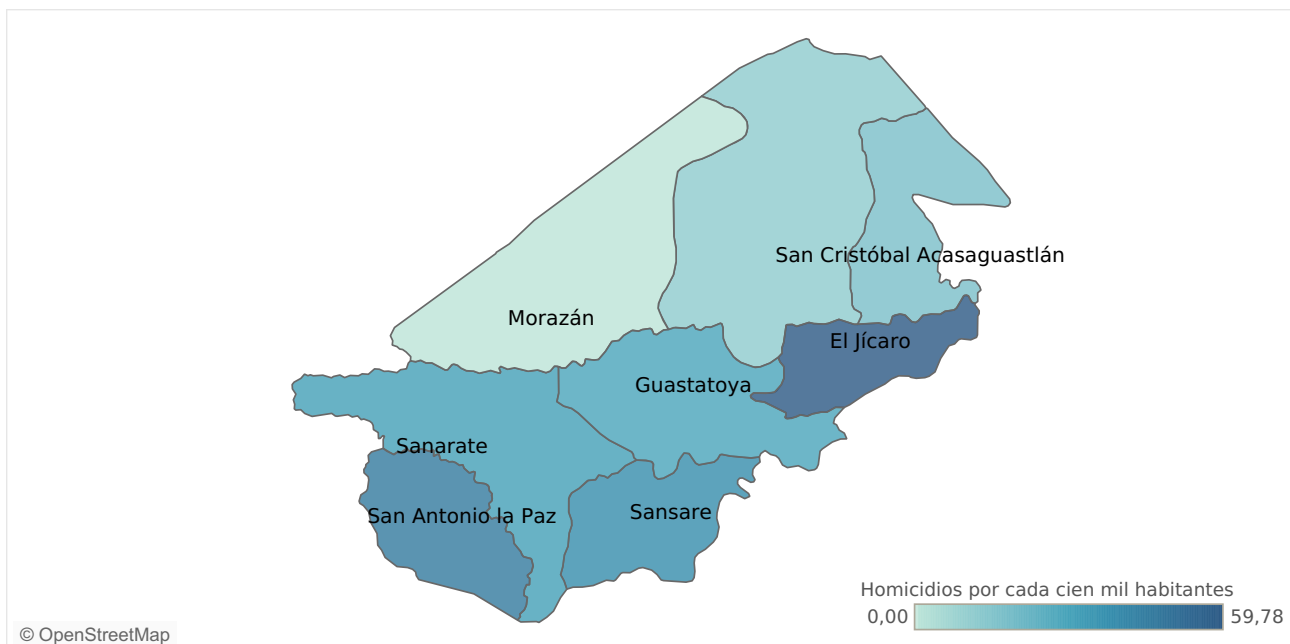 San Cristóbal Acasaguastlán
Morazán
El Jícaro
Guastatoya
Sanarate
San Antonio la Paz
Sansare
Homicidios por cada cien mil habitantes
0,00
59,78
© OpenStreetMap